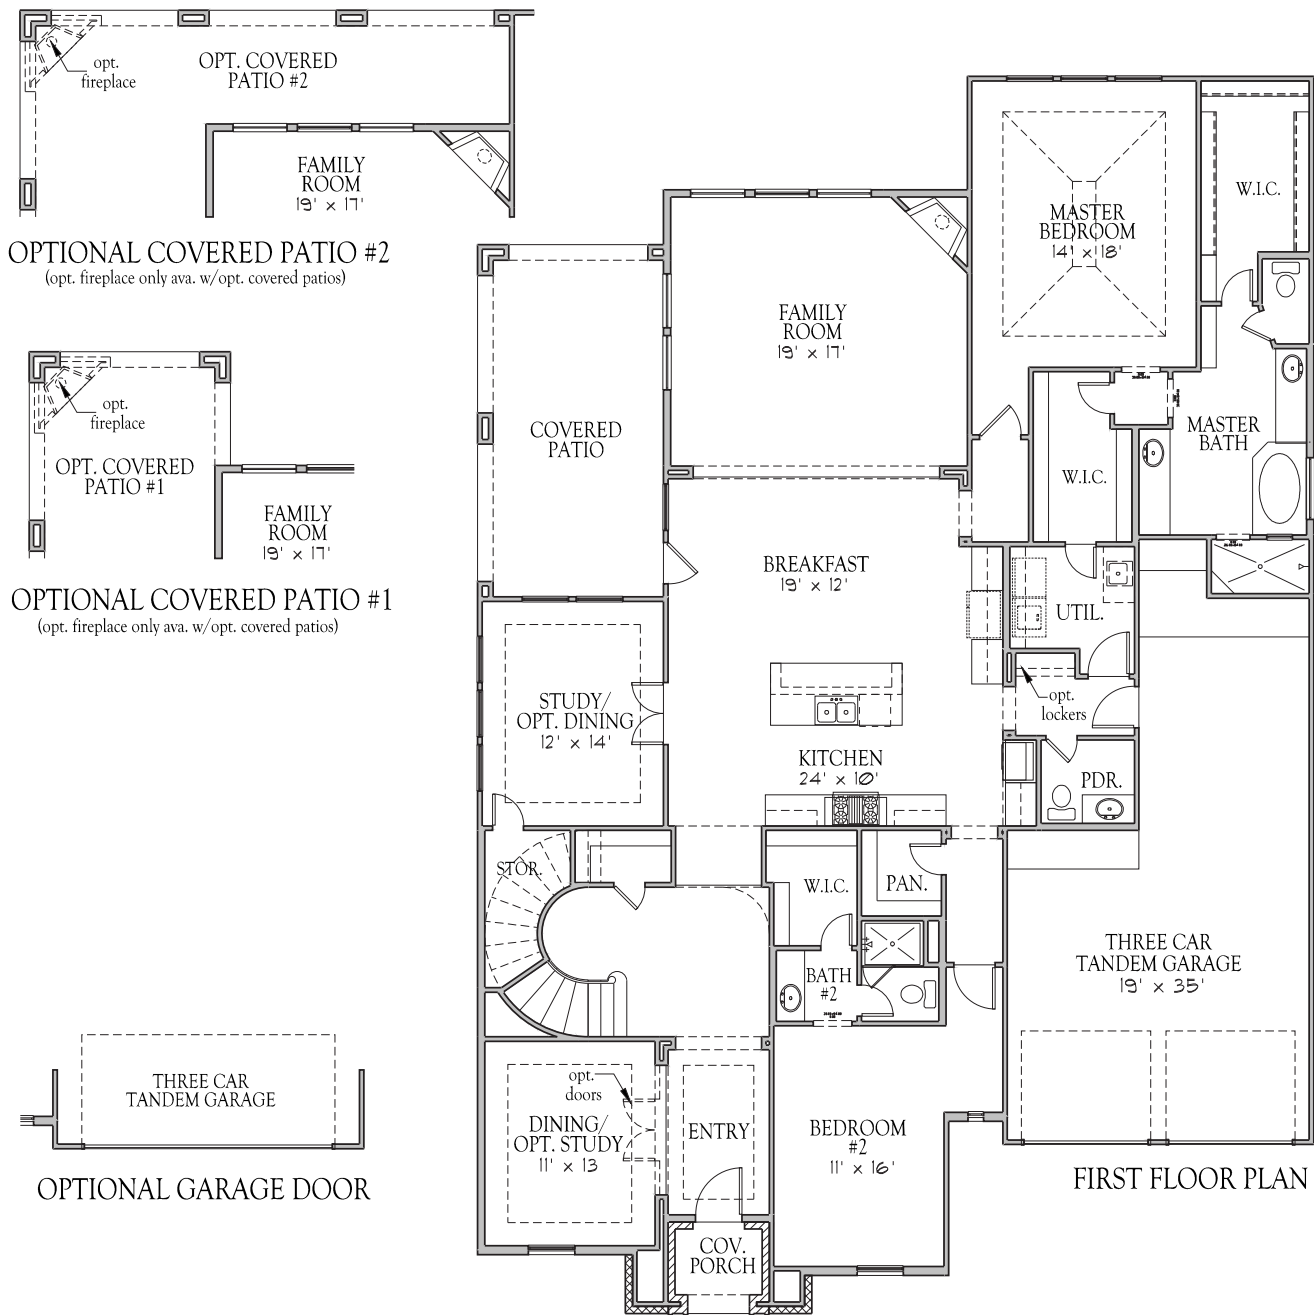 opt.
fireplace
OPT. COVERED
PATIO #2
FAMILY
ROOM
19' x 17'
OPTIONAL COVERED PATIO #2
(opt. fireplace only ava. w/opt. covered patios)
opt.
fireplace
OPT. COVERED
PATIO #1
FAMILY
ROOM
19' x 17'
OPTIONAL COVERED PATIO #1
(opt. fireplace only ava. w/opt. covered patios)
THREE CAR
TANDEM GARAGE
OPTIONAL GARAGE DOOR
MASTER
BEDROOM
14' x 18'
W.I.C.
FAMILY
ROOM
19' x 17'
COVERED
PATIO
MASTER
BATH
W.I.C.
BREAKFAST
19' x 12'
UTIL.
STUDY/
OPT. DINING
12' x 14'
opt.
lockers
KITCHEN
24' x 10'
PDR.
STOR.
W.I.C.
PAN.
THREE CAR
TANDEM GARAGE
19' x 35'
BATH
#2
opt.
doors
DINING/
OPT. STUDY
11' x 13
ENTRY
BEDROOM
#2
11' x 16'
COV.
PORCH
FIRST FLOOR PLAN